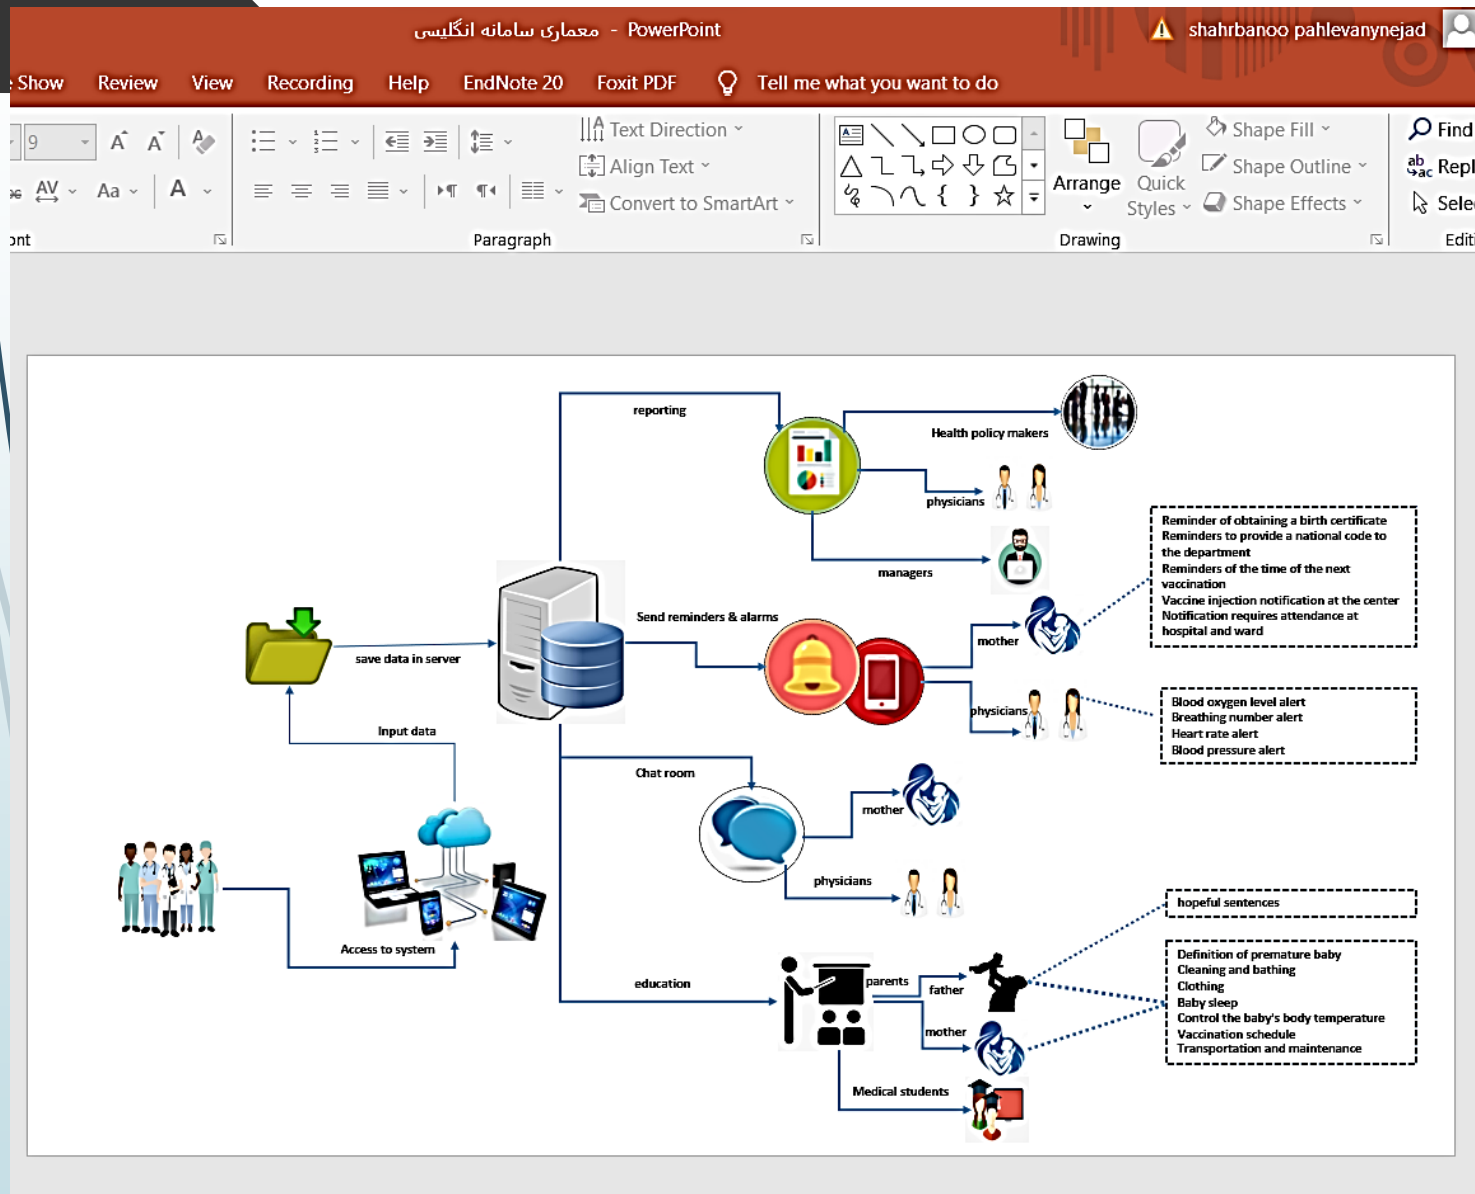 معماری سامانه انگلیسی - PowerPoint
shahrbanoo pahlevanynejad
Show Review View Recording Help EndNote 20 Foxit PDF Tell me what you want to do
9 A A A
Text Direction
Align Text
Convert to SmartArt
AV Aa A
Paragraph
Arrange
Quick Styles
Shape Fill
Shape Outline
Shape Effects
Drawing
Find
reporting
Health policy makers
physicians
managers
Reminder of obtaining a birth certificate
Reminders to provide a national code to
the department
Reminders of the time of the next
vaccination
Vaccine injection notification at the center
Notification requires attendance at
hospital and ward
Send reminders & alarms
mother
physicians
Blood oxygen level alert
Breathing number alert
Heart rate alert
Blood pressure alert
save data in server
Input data
Access to system
Chat room
mother
physicians
education
parents
father
mother
Medical students
hopeful sentences
Definition of premature baby
Cleaning and bathing
Clothing
Baby sleep
Control the baby's body temperature
Vaccination schedule
Transportation and maintenance